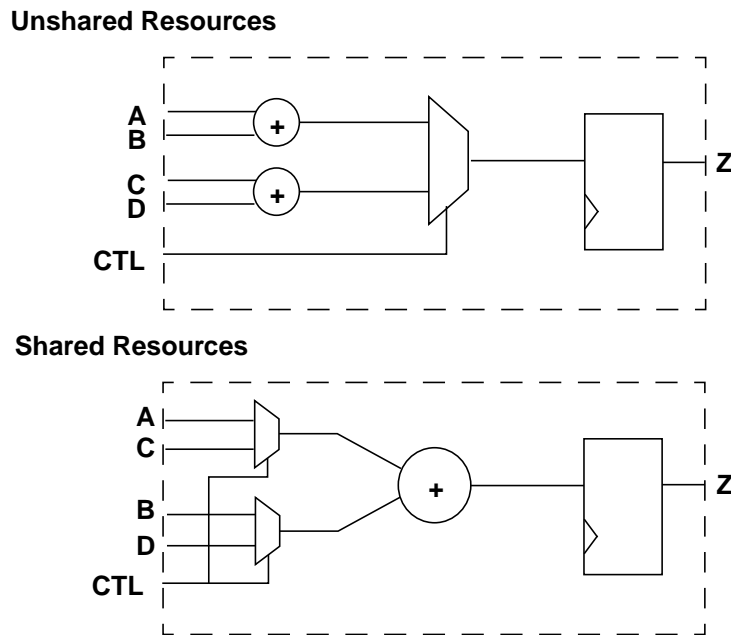 Unshared Resources
A
B
+
C
D
+
CTL
Z
Shared Resources
A
C
B
D
+
CTL
Z